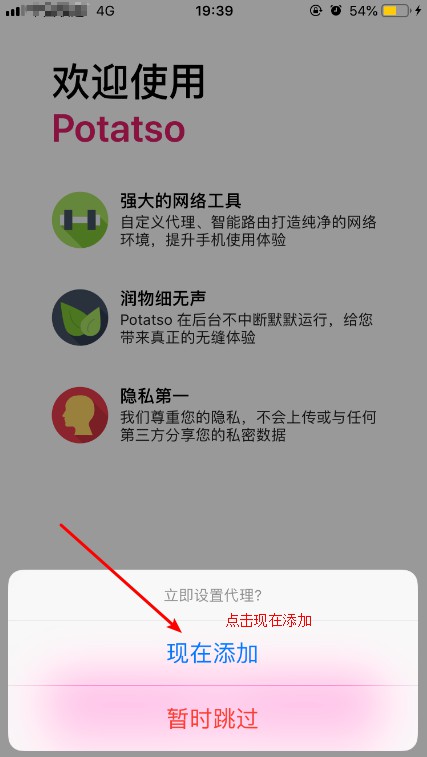 4G 19:39 54%
欢迎使用
Potatso
强大的网络工具
自定义代理、智能路由打造纯净的网络
环境，提升手机使用体验
润物细无声
Potatso 在后台不中断默默运行，给您
带来真正的无缝体验
隐私第一
我们尊重您的隐私，不会上传或与任何
第三方分享您的私密数据
立即设置代理?
点击现在添加
现在添加
暂时跳过